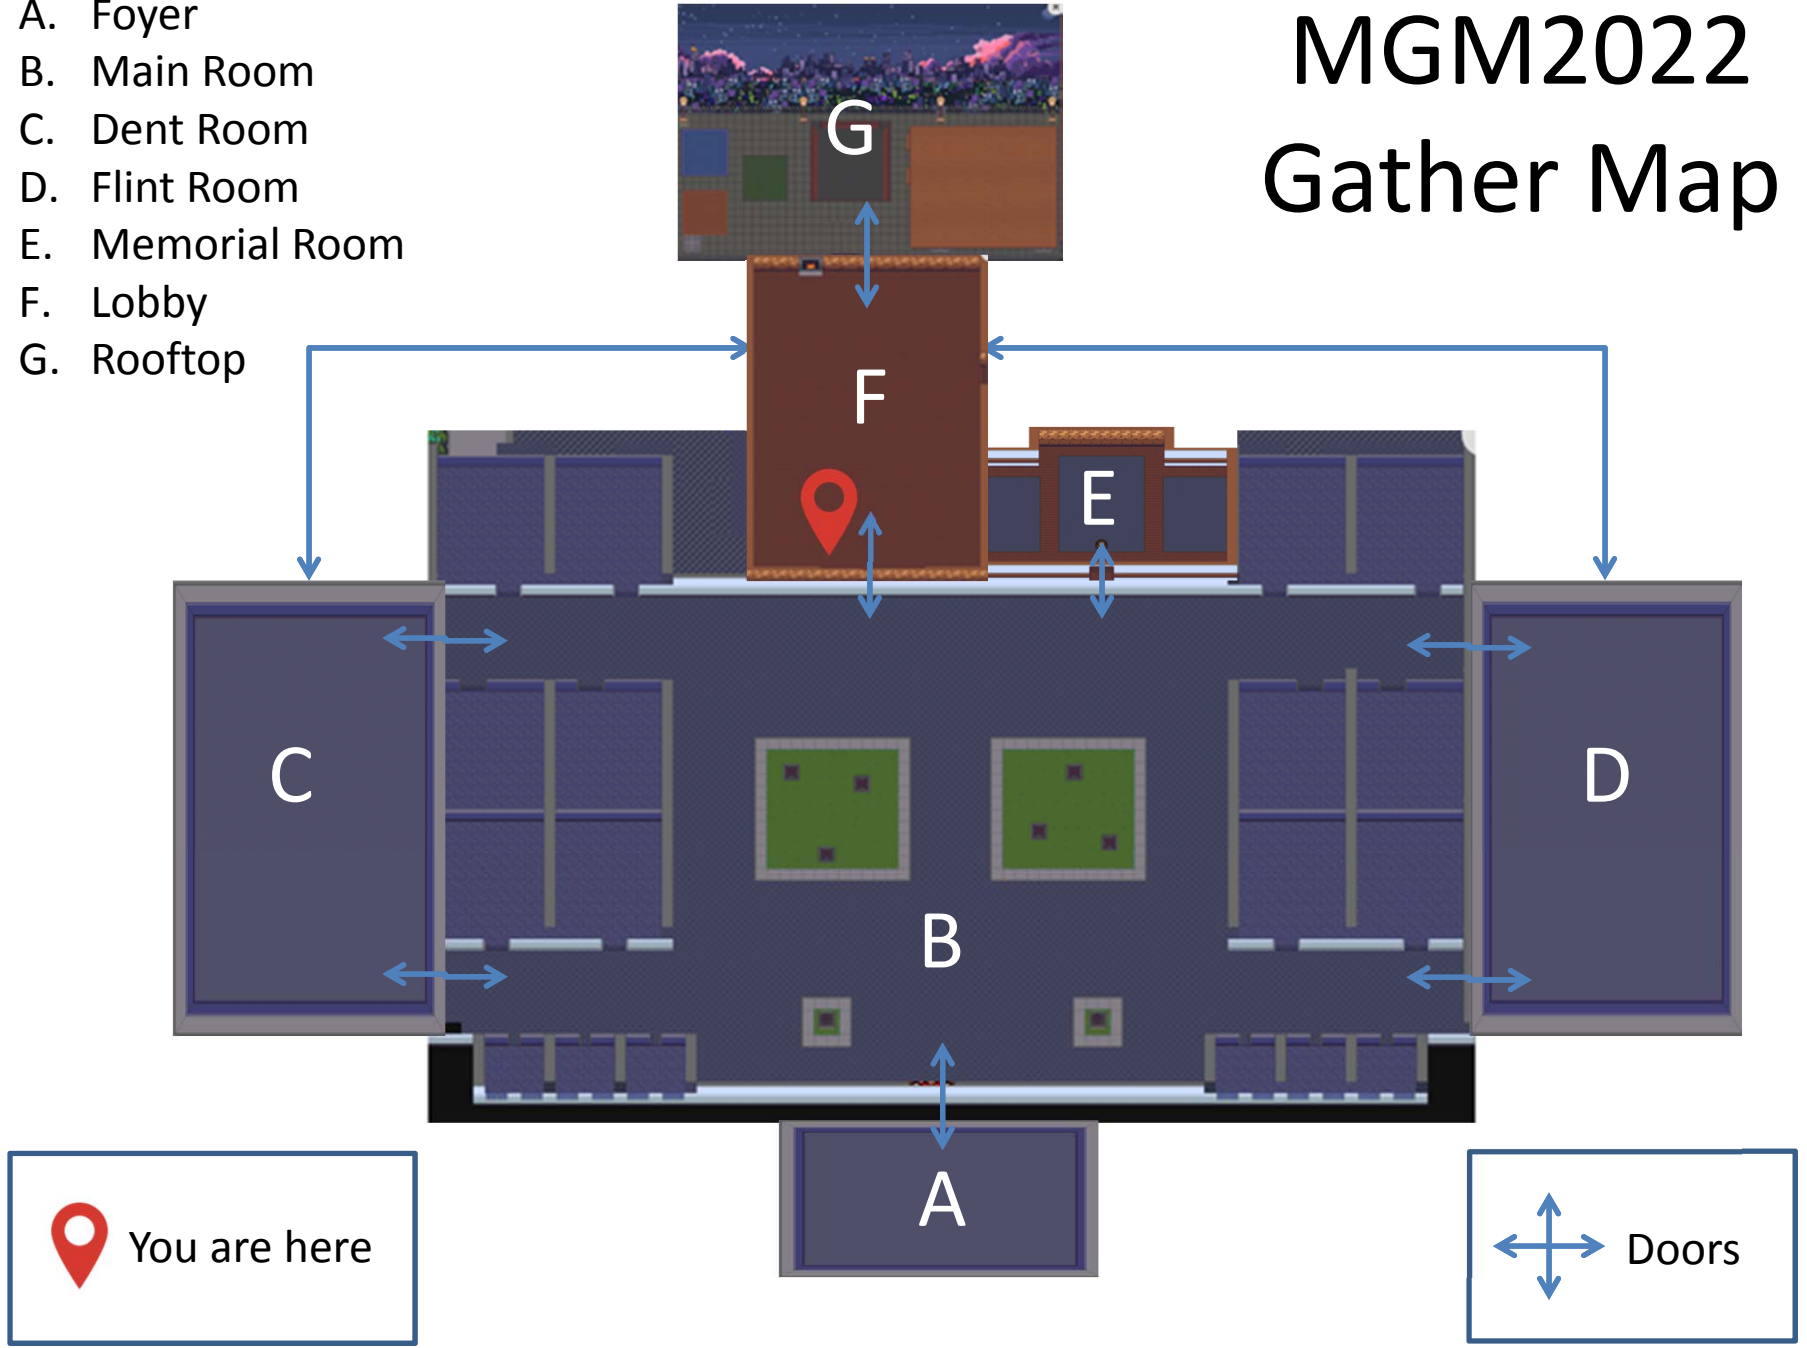 A. Foyer
B. Main Room
C. Dent Room
D. Flint Room
E. Memorial Room
F. Lobby
G. Rooftop
MGM2022
Gather Map
G
F
E
C
D
B
A
You are here
Doors